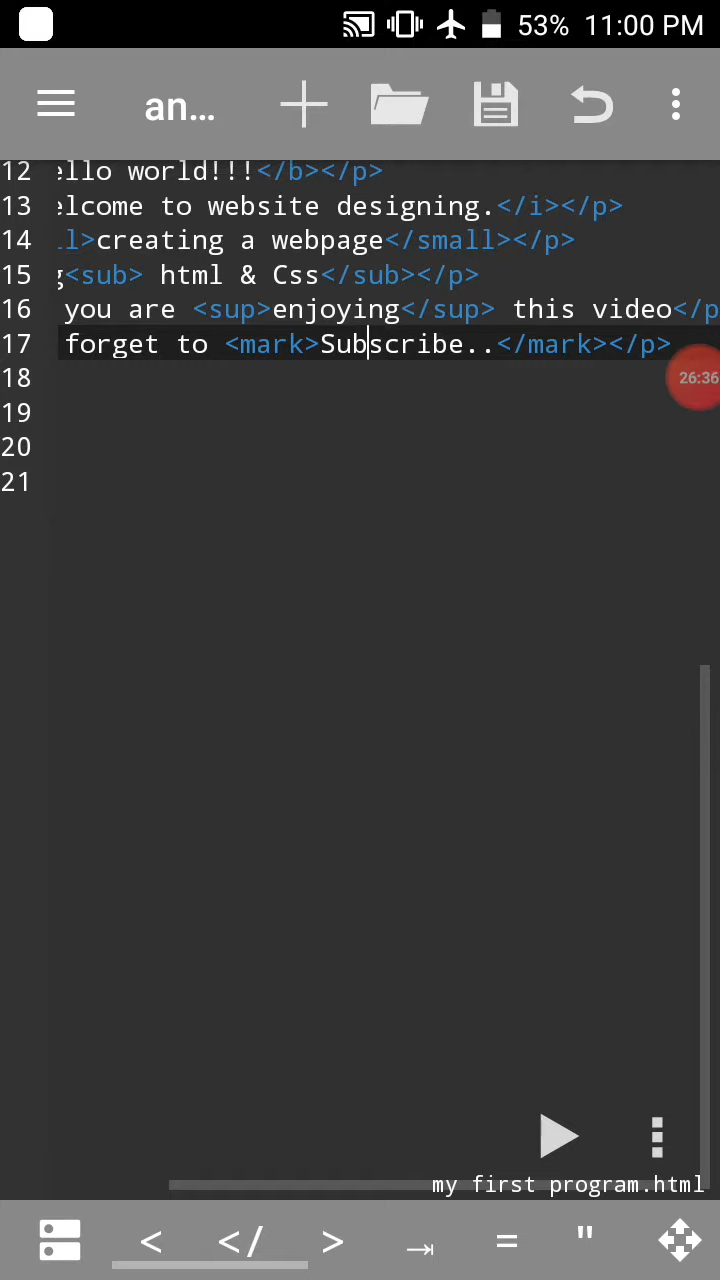 53% 11:00 PM
an...
12 ello world!!!</b></p>
13 elcome to website designing.</i></p>
14 ll>creating a webpage</small></p>
15 g<sub> html & Css</sub></p>
16 you are <sup>enjoying</sup> this video</p
17 forget to <mark>Subscribe..</mark></p>
18
26:36
19
20
21
my first program.html
< </ > = "